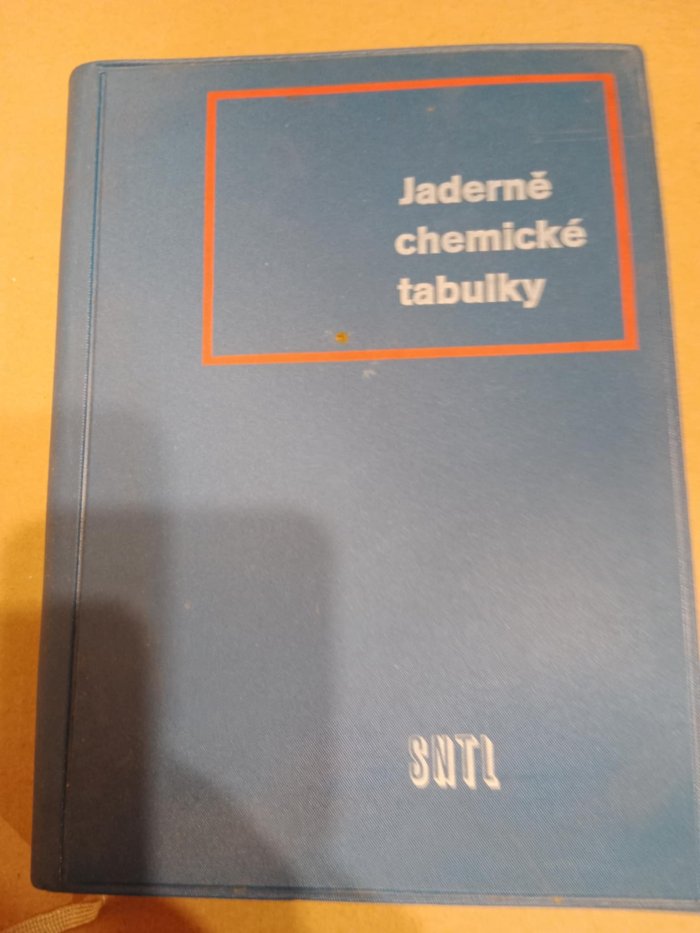 Jaderně
chemické
tabulky
SNTL